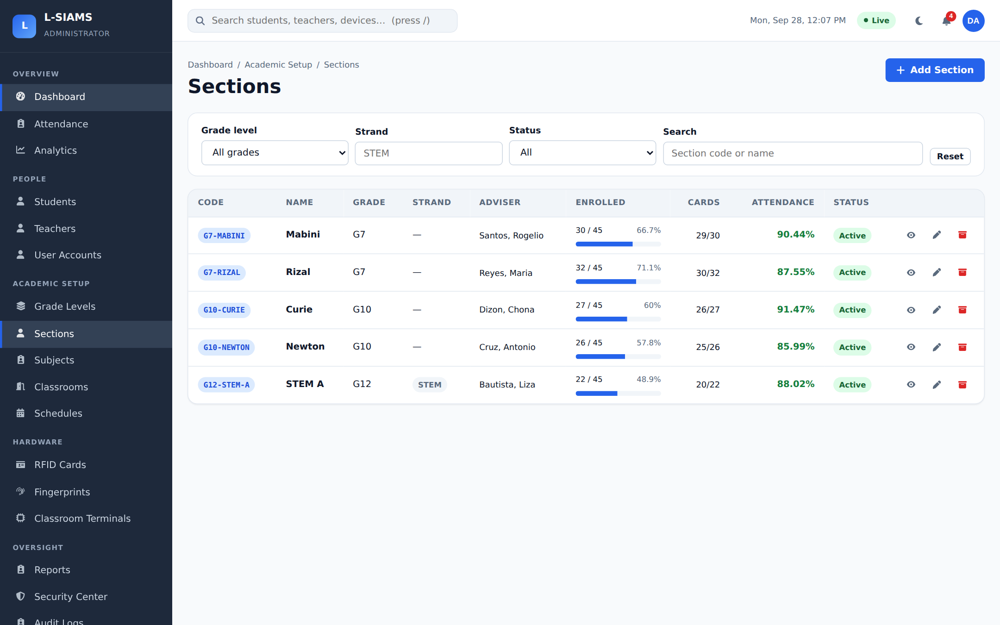 L
L-SIAMS
ADMINISTRATOR
OVERVIEW
Dashboard
Attendance
Analytics
PEOPLE
Students
Teachers
User Accounts
ACADEMIC SETUP
Grade Levels
Sections
Subjects
Classrooms
Schedules
HARDWARE
RFID Cards
Fingerprints
Classroom Terminals
OVERSIGHT
Reports
Security Center
Audit Logs
Search students, teachers, devices... (press /)
Mon, Sep 28, 12:07 PM
Live
4
DA
Dashboard / Academic Setup / Sections
Sections
+ Add Section
Grade level Strand Status Search
All grades STEM All Section code or name Reset
CODE NAME GRADE STRAND ADVISER ENROLLED CARDS ATTENDANCE STATUS
G7-MABINI Mabini G7 — Santos, Rogelio 30 / 45 66.7% 29/30 90.44% Active
G7-RIZAL Rizal G7 — Reyes, Maria 32 / 45 71.1% 30/32 87.55% Active
G10-CURIE Curie G10 — Dizon, Chona 27 / 45 60% 26/27 91.47% Active
G10-NEWTON Newton G10 — Cruz, Antonio 26 / 45 57.8% 25/26 85.99% Active
G12-STEM-A STEM A G12 STEM Bautista, Liza 22 / 45 48.9% 20/22 88.02% Active